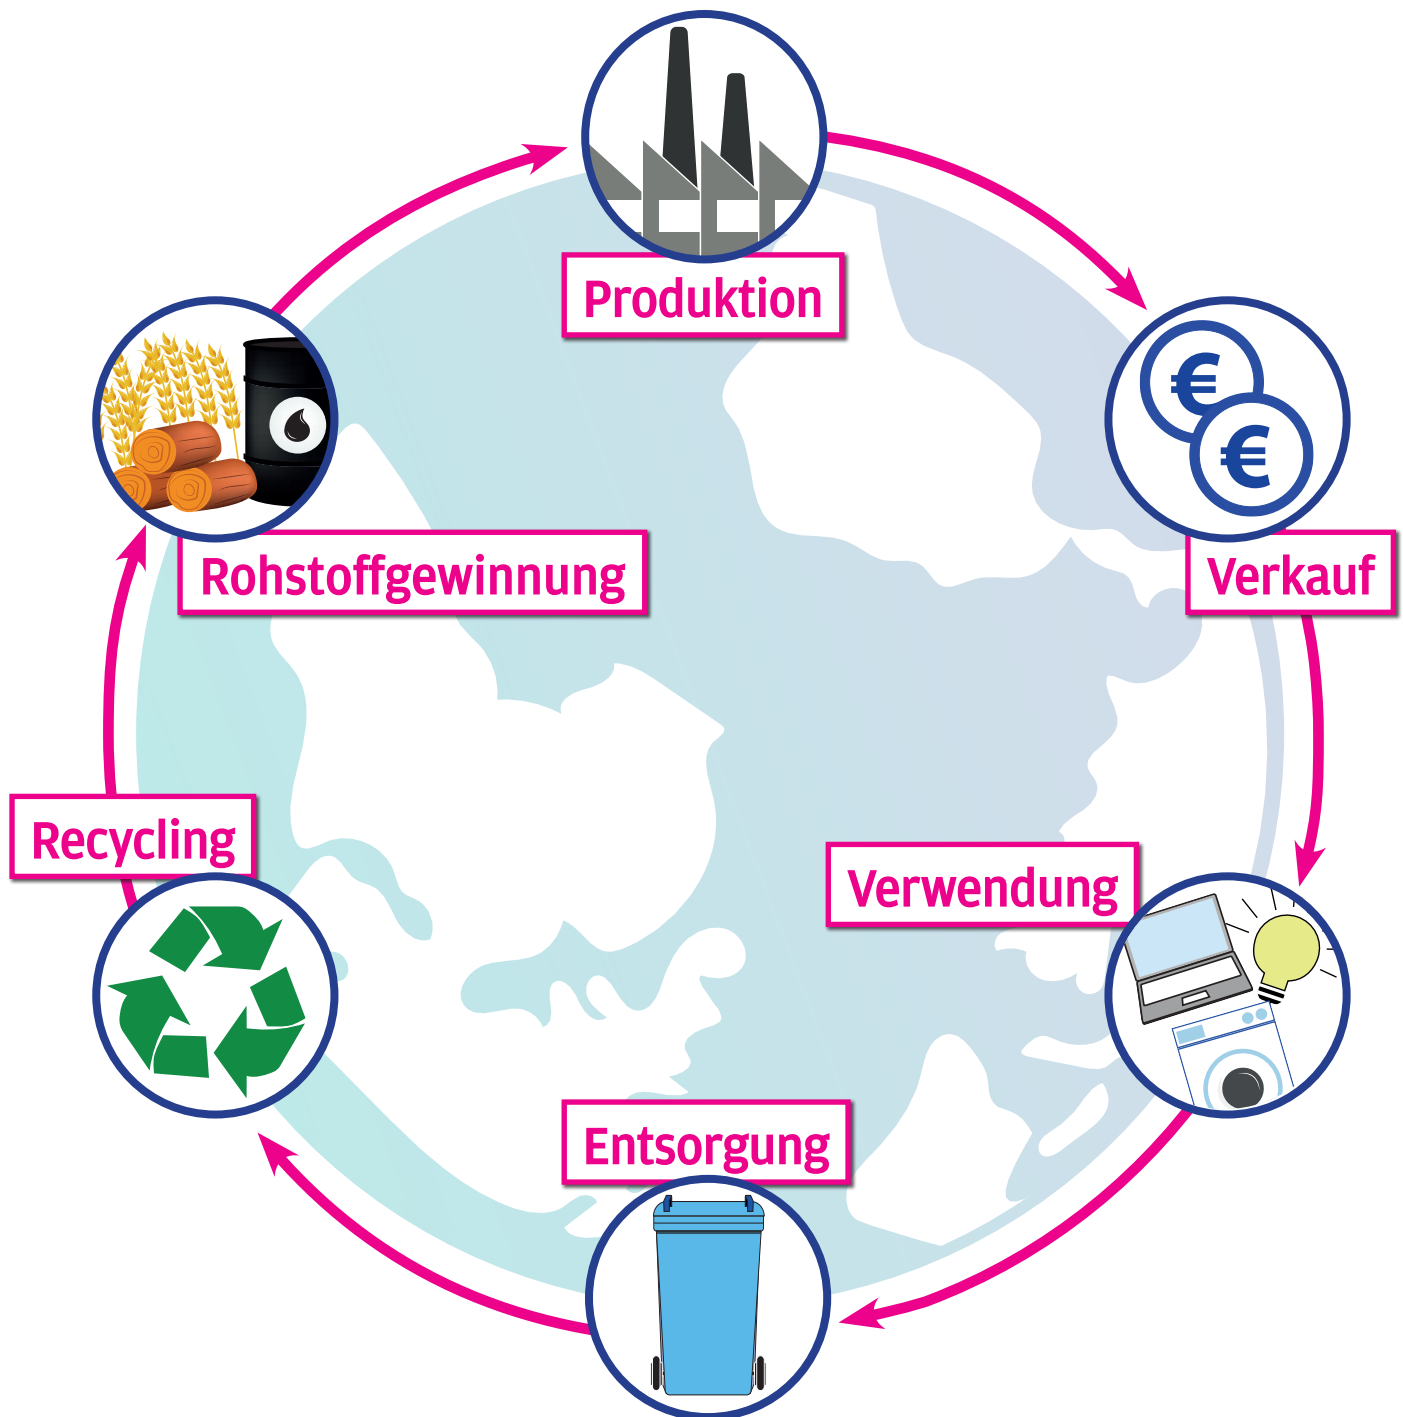 Produktion
Rohstoffgewinnung
€
€
Verkauf
Recycling
Verwendung
Entsorgung